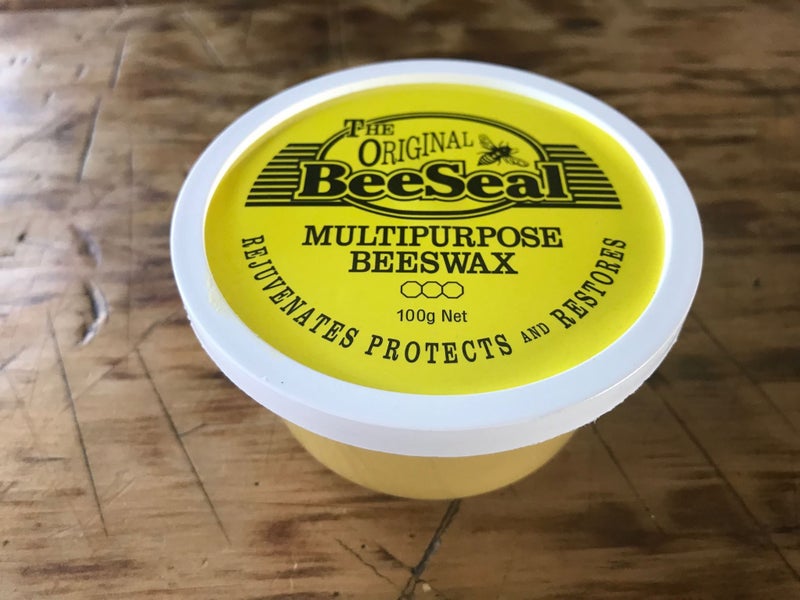 THE
ORIGINAL
BeeSeal
MULTIPURPOSE
BEESWAX
100g Net
REJUVENATES PROTECTS AND RESTORES